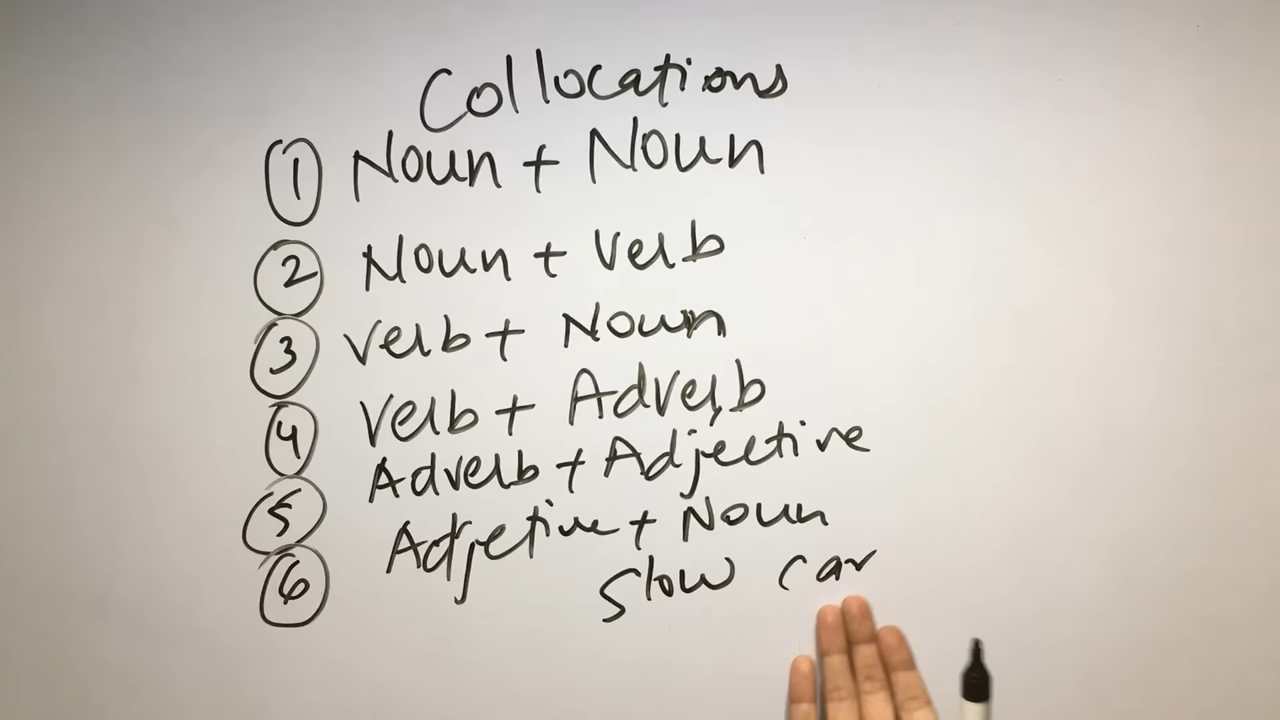 Collocations
① Noun + Noun
② Noun + Verb
③ Verb + Noun
④ Verb + Adverb
⑤ Adverb + Adjective
⑥ Adjetive + Noun
Slow car